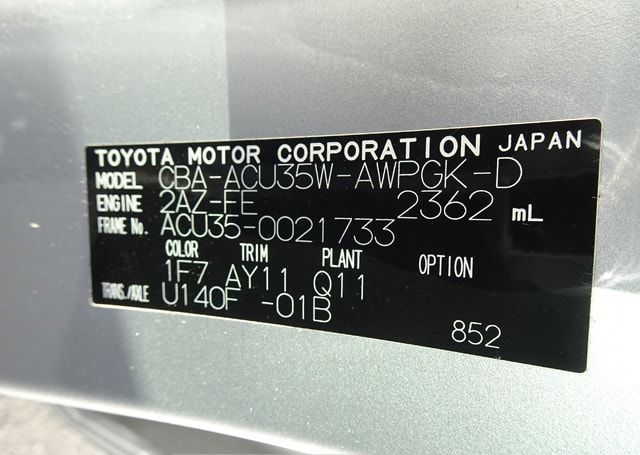 TOYOTA MOTOR CORPORATION JAPAN
MODEL CBA-ACU35W-AWPGK-D
ENGINE 2AZ-FE 2362 mL
FRAME No. ACU35-0021733
COLOR TRIM PLANT OPTION
1F7 AY11 Q11
TRANS./AXLE U140F -01B
852